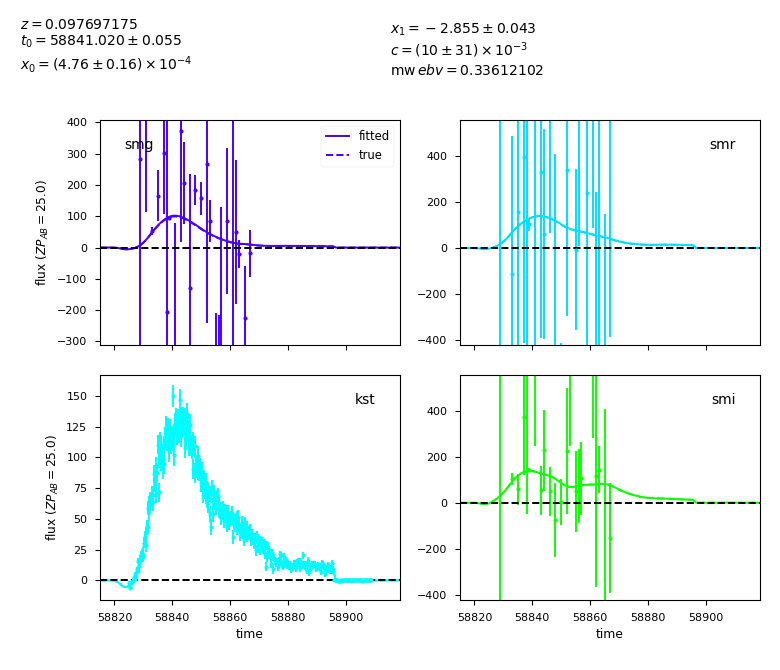 z = 0.097697175
t₀ = 58841.020 ± 0.055
x₀ = (4.76 ± 0.16) × 10⁻⁴
x₁ = −2.855 ± 0.043
c = (10 ± 31) × 10⁻³
mw ebv = 0.33612102
smg
fitted
true
400
300
200
100
0
−100
−200
−300
flux (ZP_AB = 25.0)
smr
400
200
0
−200
−400
kst
150
125
100
75
50
25
0
flux (ZP_AB = 25.0)
58820 58840 58860 58880 58900
time
smi
400
200
0
−200
−400
58820 58840 58860 58880 58900
time